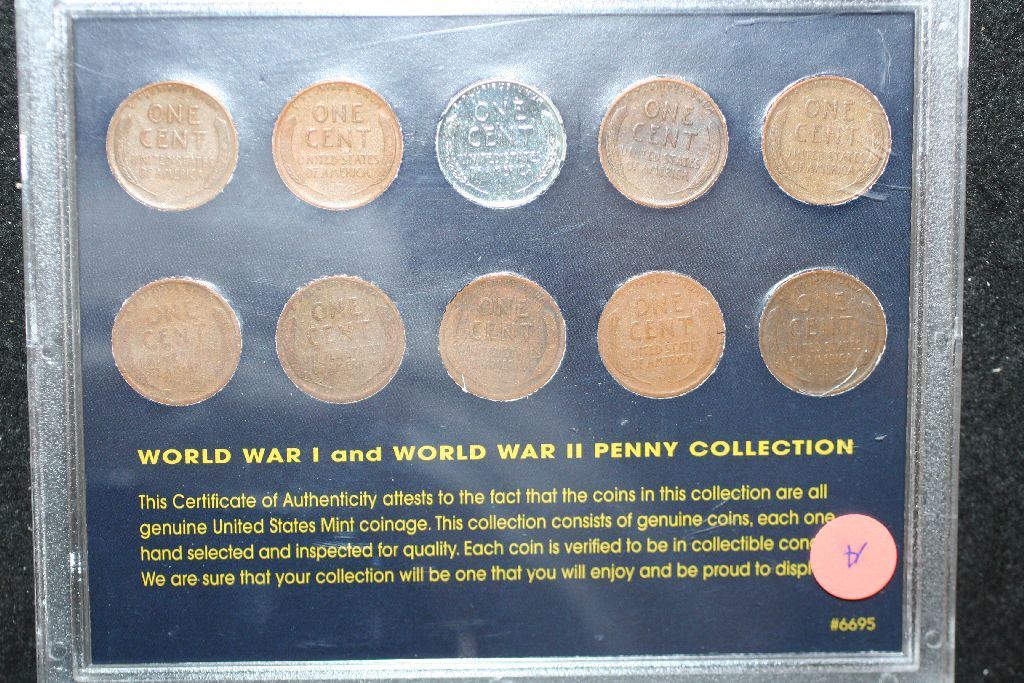 ONE CENT UNITED STATES OF AMERICA
ONE CENT UNITED STATES OF AMERICA
ONE CENT UNITED STATES OF AMERICA
ONE CENT UNITED STATES OF AMERICA
ONE CENT UNITED STATES OF AMERICA
ONE CENT
ONE CENT
ONE CENT
ONE CENT UNITED STATES OF AMERICA
ONE CENT
WORLD WAR I and WORLD WAR II PENNY COLLECTION
This Certificate of Authenticity attests to the fact that the coins in this collection are all
genuine United States Mint coinage. This collection consists of genuine coins, each one
hand selected and inspected for quality. Each coin is verified to be in collectible
We are sure that your collection will be one that you will enjoy and be proud to
A
#6695